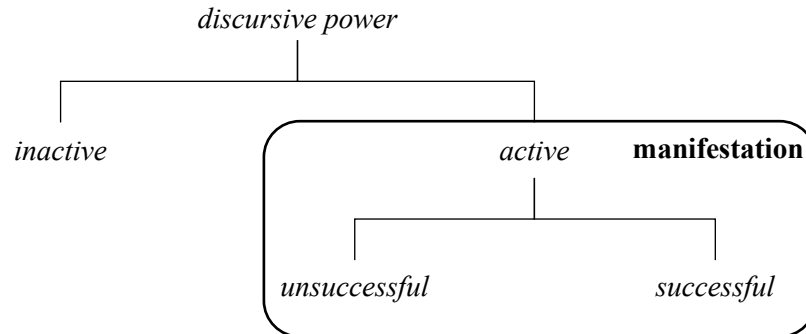 discursive power
inactive
active
manifestation
unsuccessful
successful